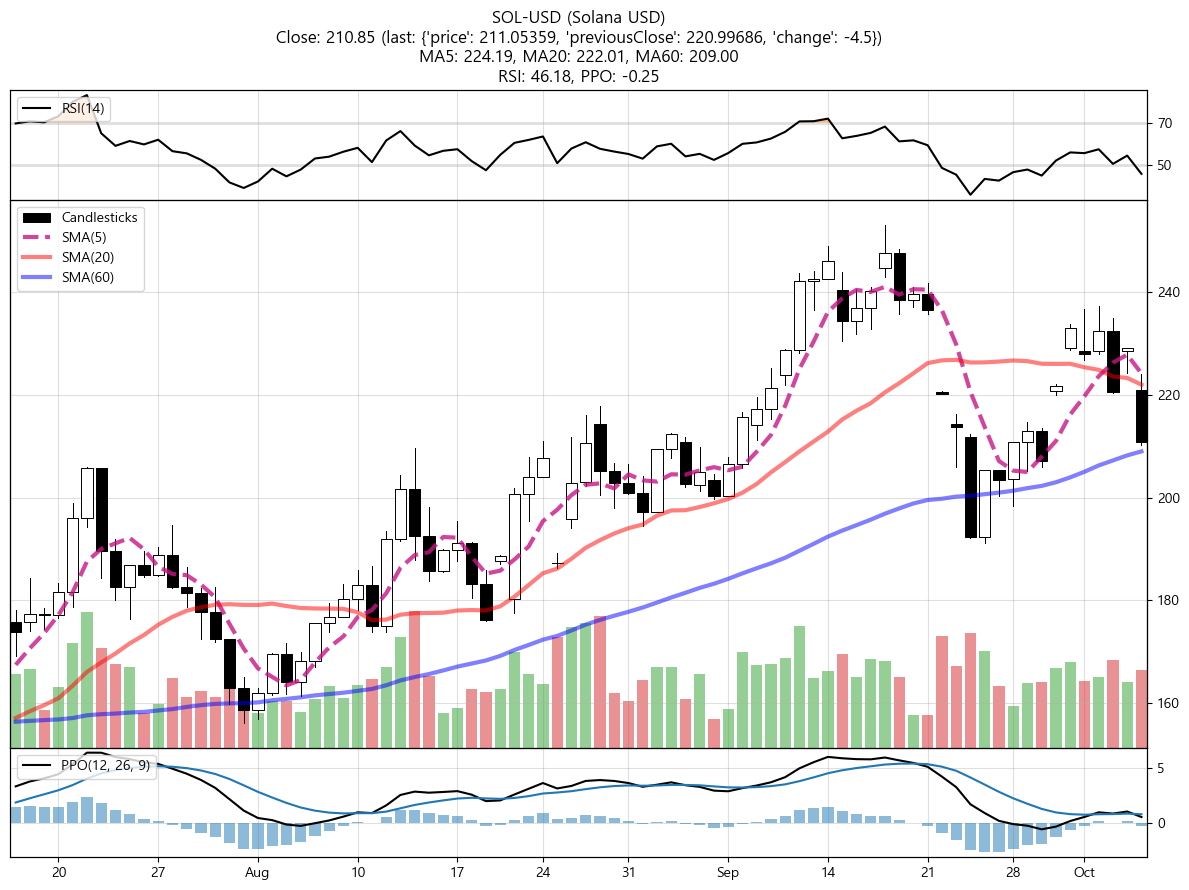 SOL-USD (Solana USD)
Close: 210.85 (last: {'price': 211.05359, 'previousClose': 220.99686, 'change': -4.5})
MA5: 224.19, MA20: 222.01, MA60: 209.00
RSI: 46.18, PPO: -0.25
RSI(14)
70
50
Candlesticks
SMA(5)
SMA(20)
SMA(60)
240
220
200
180
160
PPO(12, 26, 9)
5
0
20 27 Aug 10 17 24 31 Sep 14 21 28 Oct